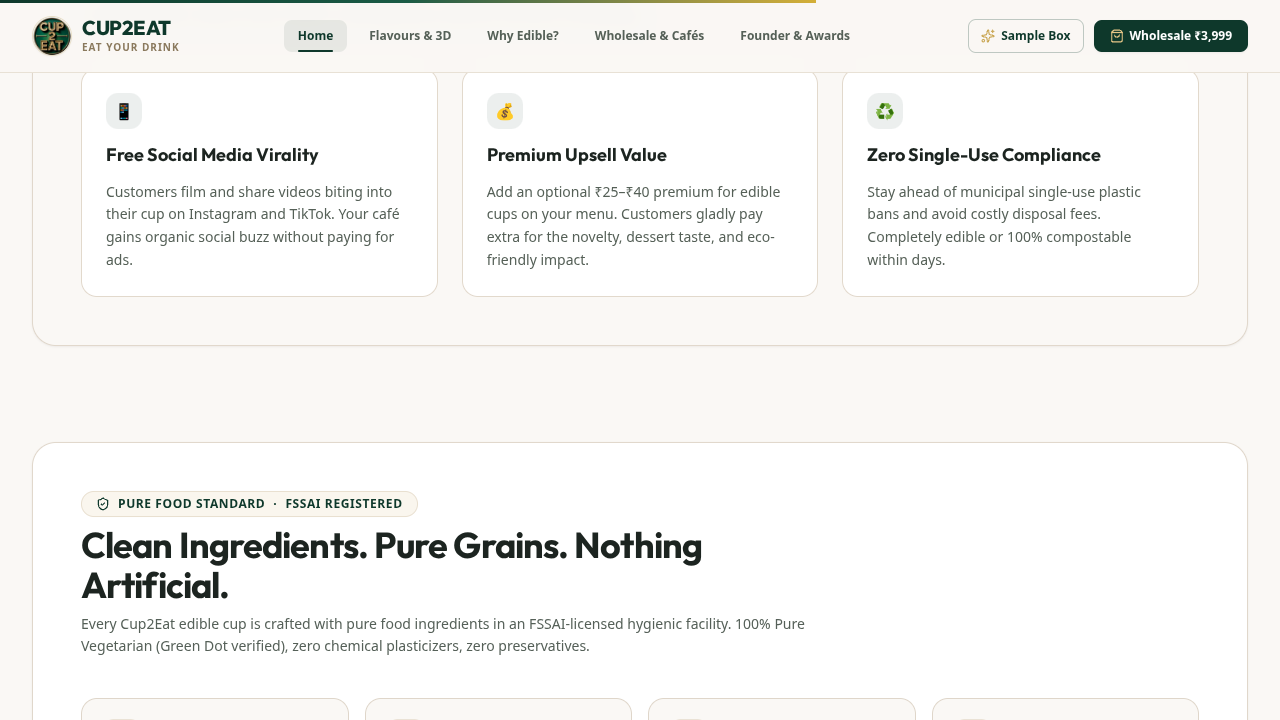 CUP
2
EAT
CUP2EAT
EAT YOUR DRINK
Home
Flavours & 3D
Why Edible?
Wholesale & Cafés
Founder & Awards
Sample Box
Wholesale ₹3,999
Free Social Media Virality
Customers film and share videos biting into
their cup on Instagram and TikTok. Your café
gains organic social buzz without paying for
ads.
Premium Upsell Value
Add an optional ₹25–₹40 premium for edible
cups on your menu. Customers gladly pay
extra for the novelty, dessert taste, and eco-
friendly impact.
Zero Single-Use Compliance
Stay ahead of municipal single-use plastic
bans and avoid costly disposal fees.
Completely edible or 100% compostable
within days.
PURE FOOD STANDARD · FSSAI REGISTERED
Clean Ingredients. Pure Grains. Nothing
Artificial.
Every Cup2Eat edible cup is crafted with pure food ingredients in an FSSAI-licensed hygienic facility. 100% Pure
Vegetarian (Green Dot verified), zero chemical plasticizers, zero preservatives.